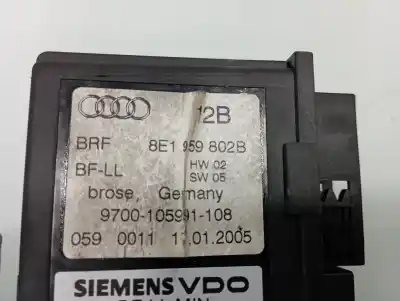 12B
BRF 8E1 959 802B
BF-LL HW 02
SW 05
brose, Germany
9700-105991-108
059 0011 17.01.2005
SIEMENS VDO